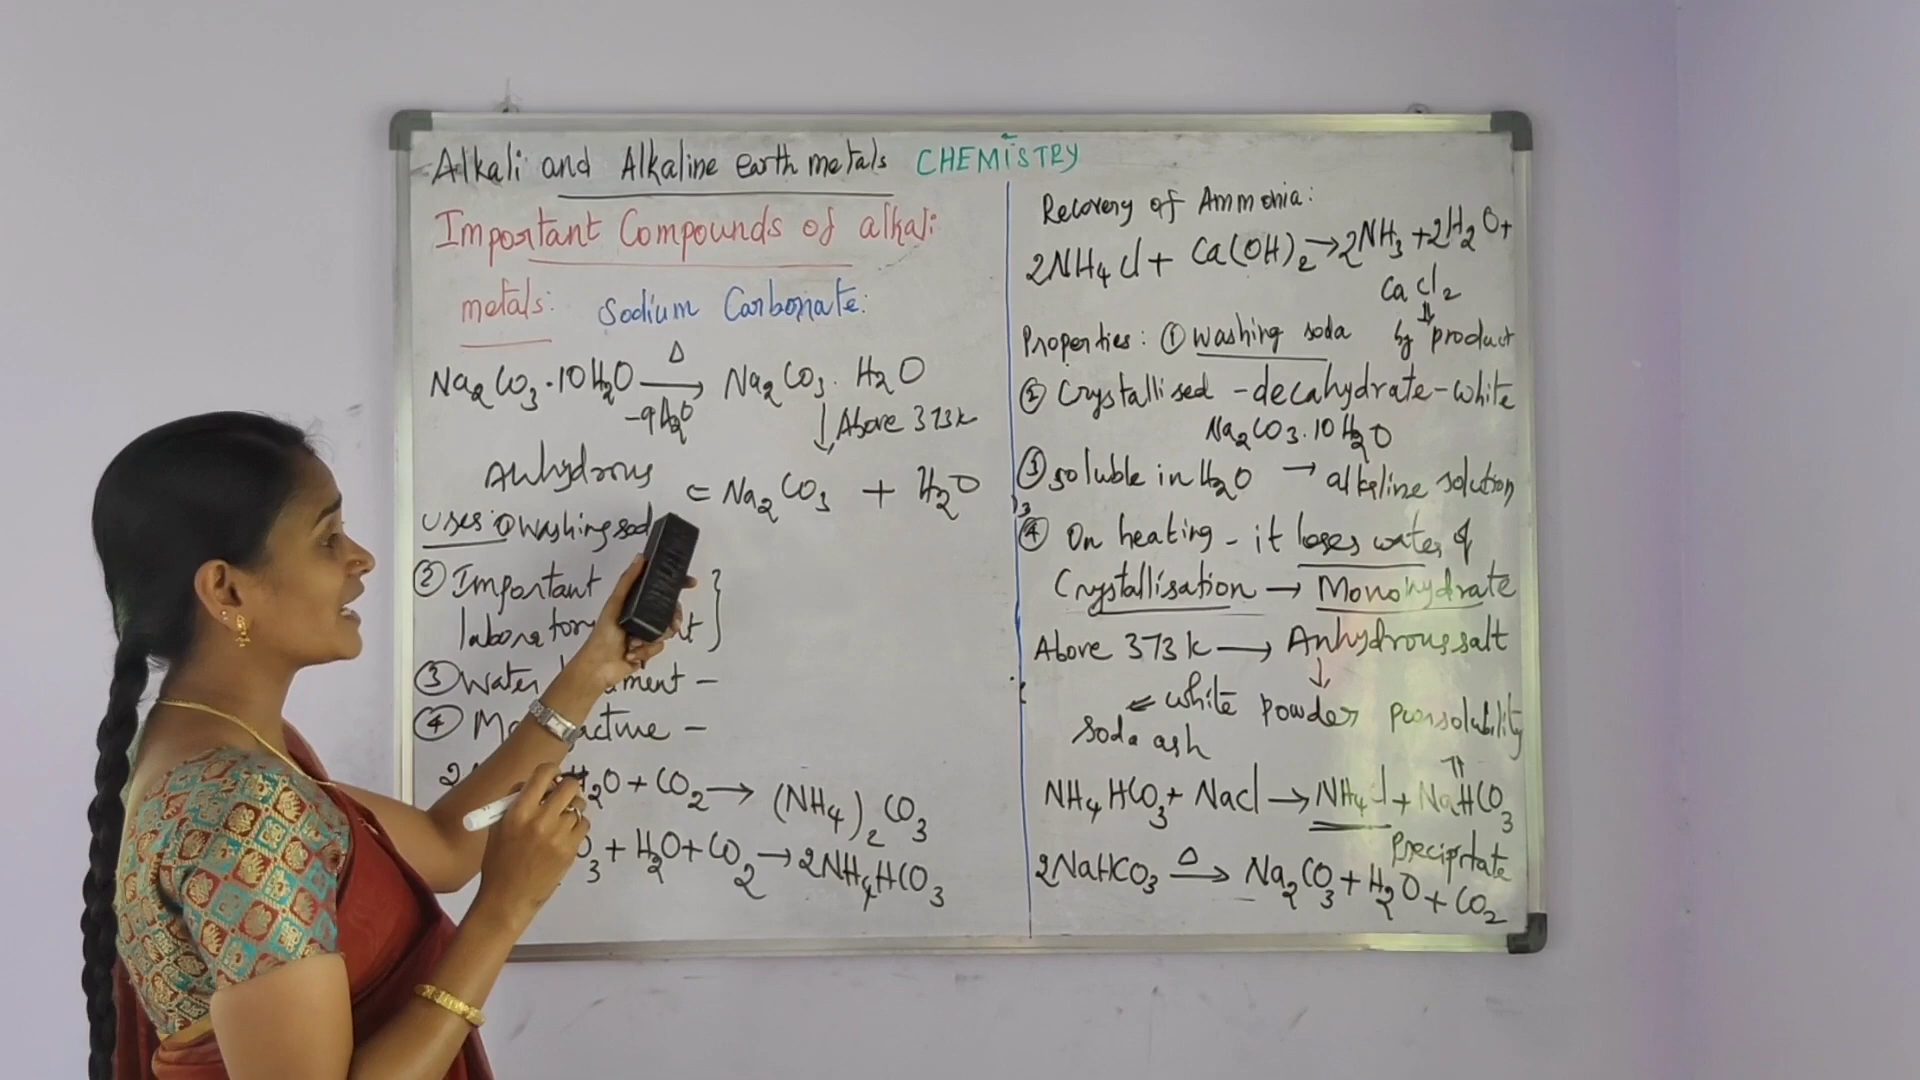 Alkali and Alkaline earth metals CHEMISTRY
Important Compounds of alkali
metals: Sodium Carbonate:
Na2CO3.10H2O →Δ Na2CO3.H2O
-9H2O ↓ Above 373K
Anhydrous ⊂ Na2CO3 + H2O
Uses: ① Washing sod
② Important
laboratory
③ Water
④
H2O + CO2 → (NH4)2CO3
O3 + H2O + CO2 → 2NH4HCO3
Recovery of Ammonia:
2NH4Cl + Ca(OH)2 → 2NH3 + 2H2O +
CaCl2
⇓
Properties: ① Washing soda by product
② Crystallised - decahydrate - white
Na2CO3.10H2O
③ Soluble in H2O → alkaline solution
④ On heating - it loses water of
Crystallisation → Monohydrate
Above 373 K → Anhydrous salt
↓
⇐ white powder poor solubility
Soda ash
NH4HCO3 + NaCl → NH4Cl + NaHCO3
Precipitate
2NaHCO3 →Δ Na2CO3 + H2O + CO2